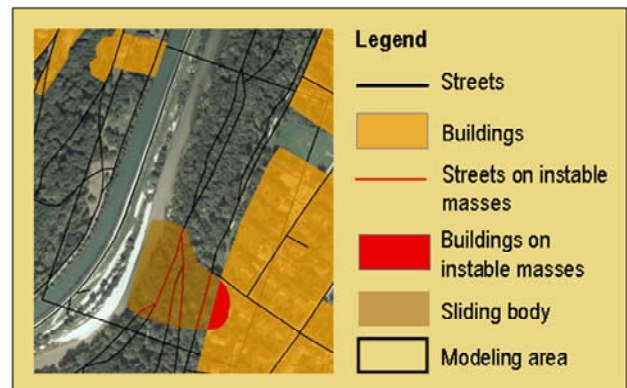 Legend
Streets
Buildings
Streets on instable
masses
Buildings on
instable masses
Sliding body
Modeling area